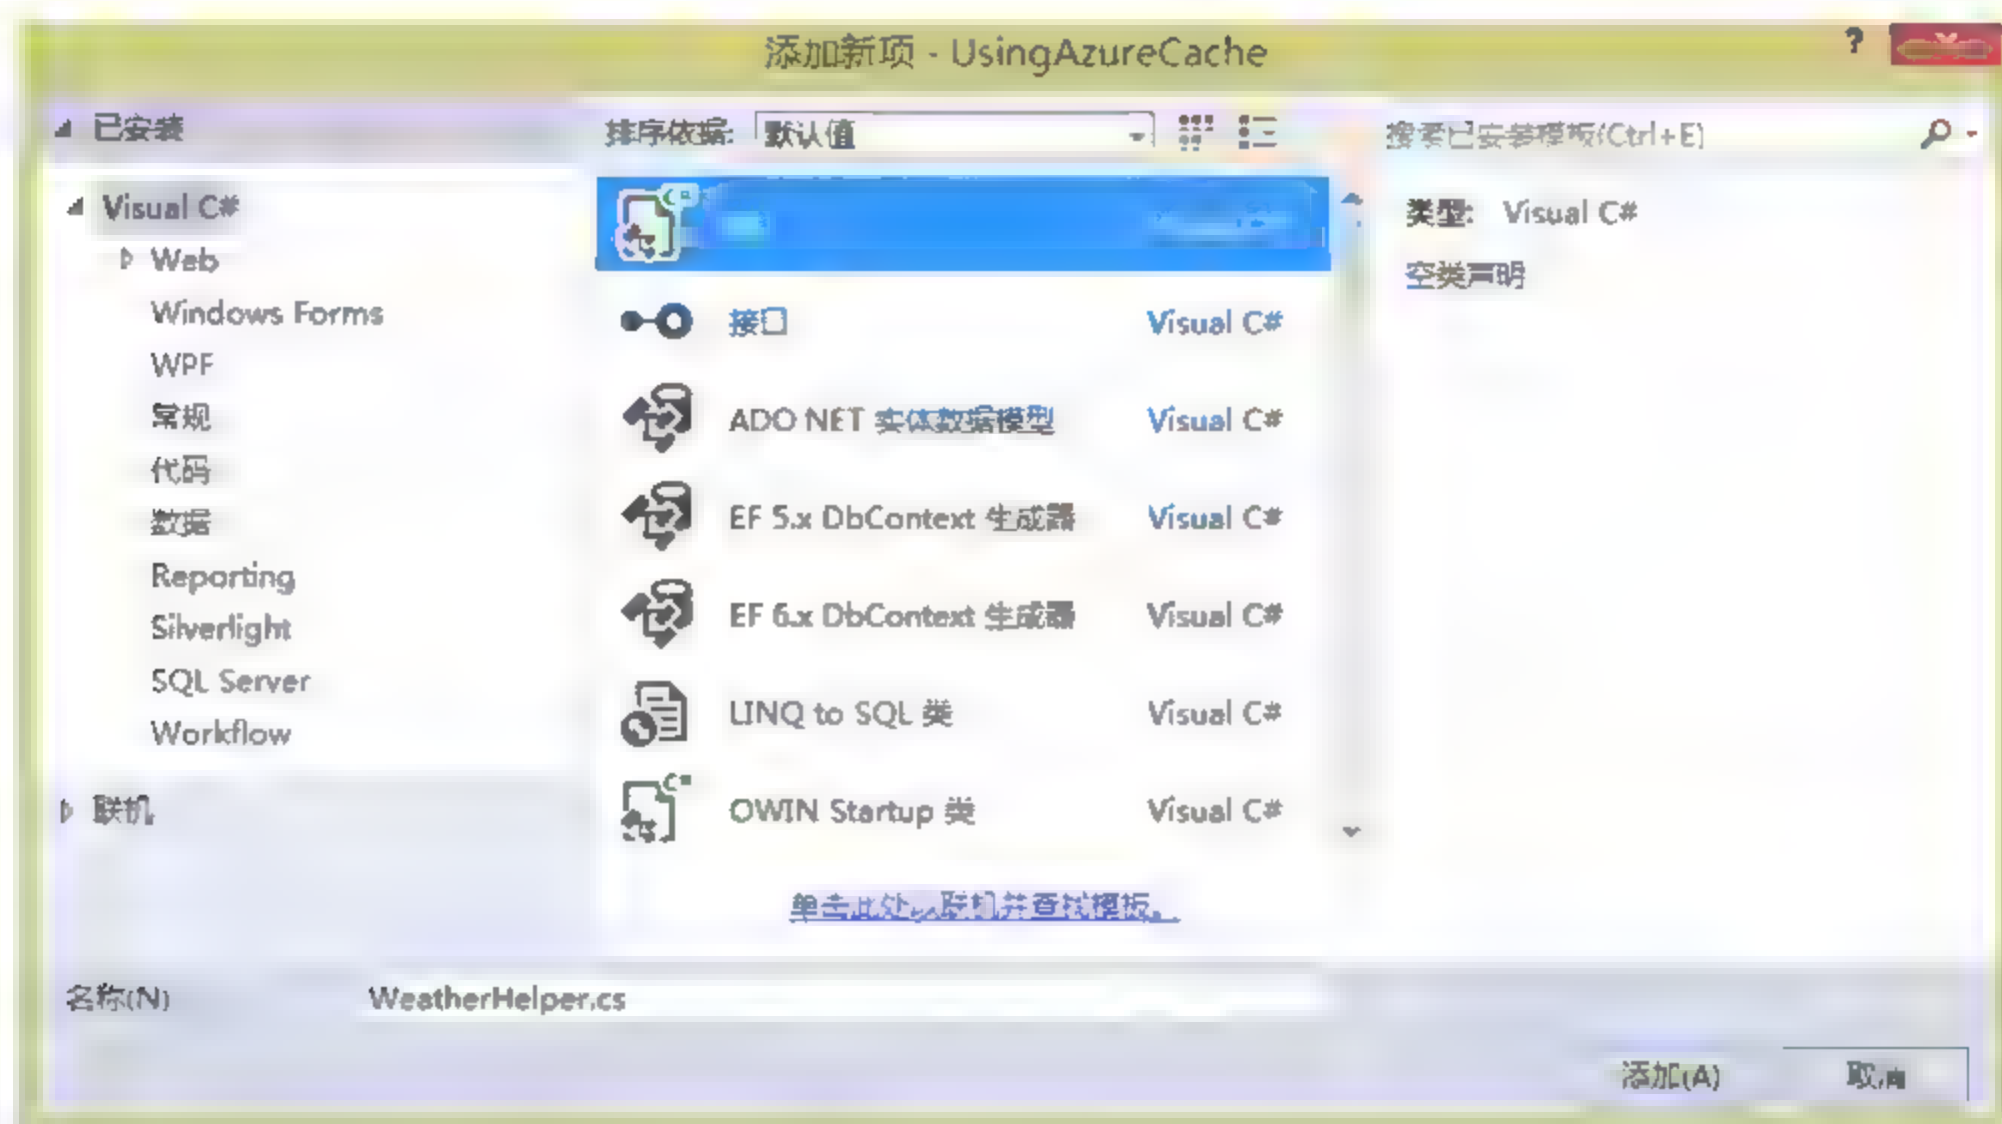 添加新项 - UsingAzureCache
?
已安装
排序依据: 默认值
搜索已安装模板(Ctrl+E)
Visual C#
Web
Windows Forms
WPF
常规
代码
数据
Reporting
Silverlight
SQL Server
Workflow
联机
接口 Visual C#
ADO NET 实体数据模型 Visual C#
EF 5.x DbContext 生成器 Visual C#
EF 6.x DbContext 生成器 Visual C#
LINQ to SQL 类 Visual C#
OWIN Startup 类 Visual C#
单击此处以联机并查找模板。
类型: Visual C#
空类声明
名称(N) WeatherHelper.cs
添加(A)
取消